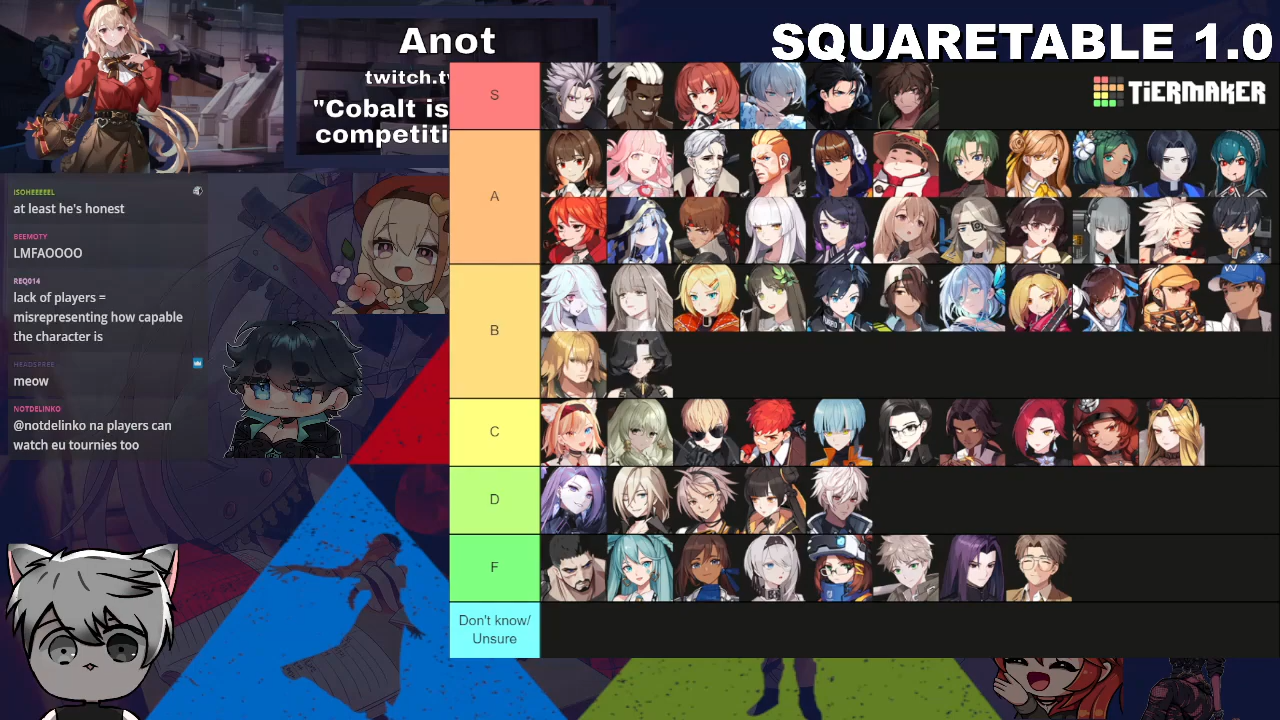 Anot
twitch.tv
"Cobalt is
competiti
SQUARETABLE 1.0
TIERMAKER
ISOHEEEEEL
at least he's honest
BEEMOTY
LMFAOOOO
REQ014
lack of players =
misrepresenting how capable
the character is
HEADSPREE
meow
NOTDELINKO
@notdelinko na players can
watch eu tournies too
S
A
B
C
D
F
Don't know/
Unsure